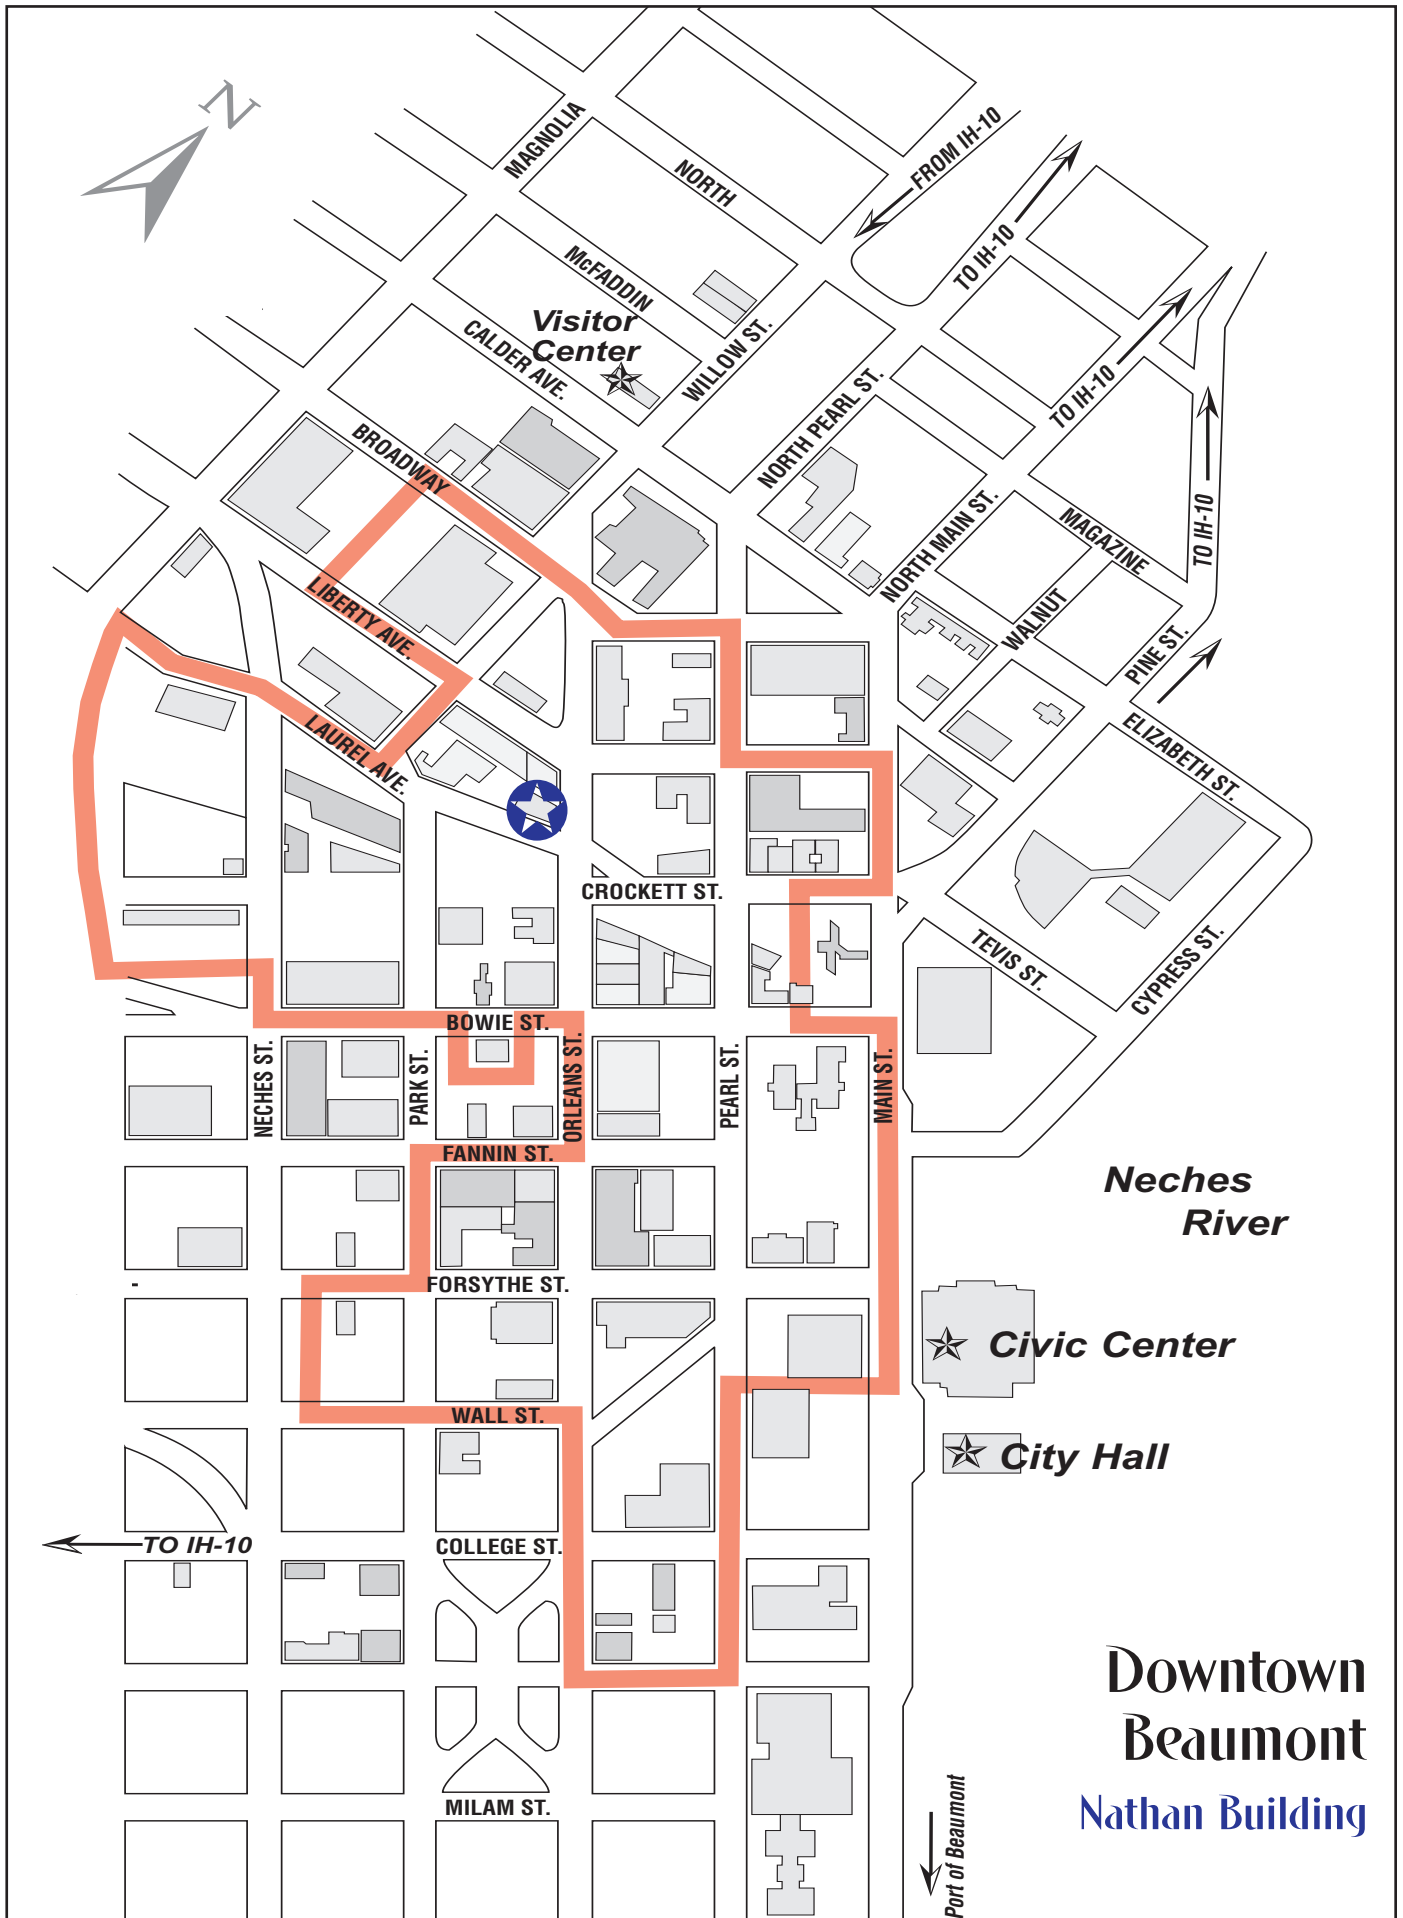 N
MAGNOLIA
NORTH
FROM IH-10
McFADDIN
TO IH-10
Visitor
Center
CALDER AVE.
WILLOW ST.
TO IH-10
NORTH PEARL ST.
BROADWAY
TO IH-10
NORTH MAIN ST.
MAGAZINE
LIBERTY AVE.
WALNUT
PINE ST.
LAUREL AVE.
ELIZABETH ST.
CROCKETT ST.
TEVIS ST.
CYPRESS ST.
BOWIE ST.
NECHES ST.
PARK ST.
ORLEANS ST.
PEARL ST.
MAIN ST.
FANNIN ST.
Neches
River
FORSYTHE ST.
Civic Center
WALL ST.
City Hall
TO IH-10
COLLEGE ST.
Downtown
Beaumont
Nathan Building
MILAM ST.
Port of Beaumont